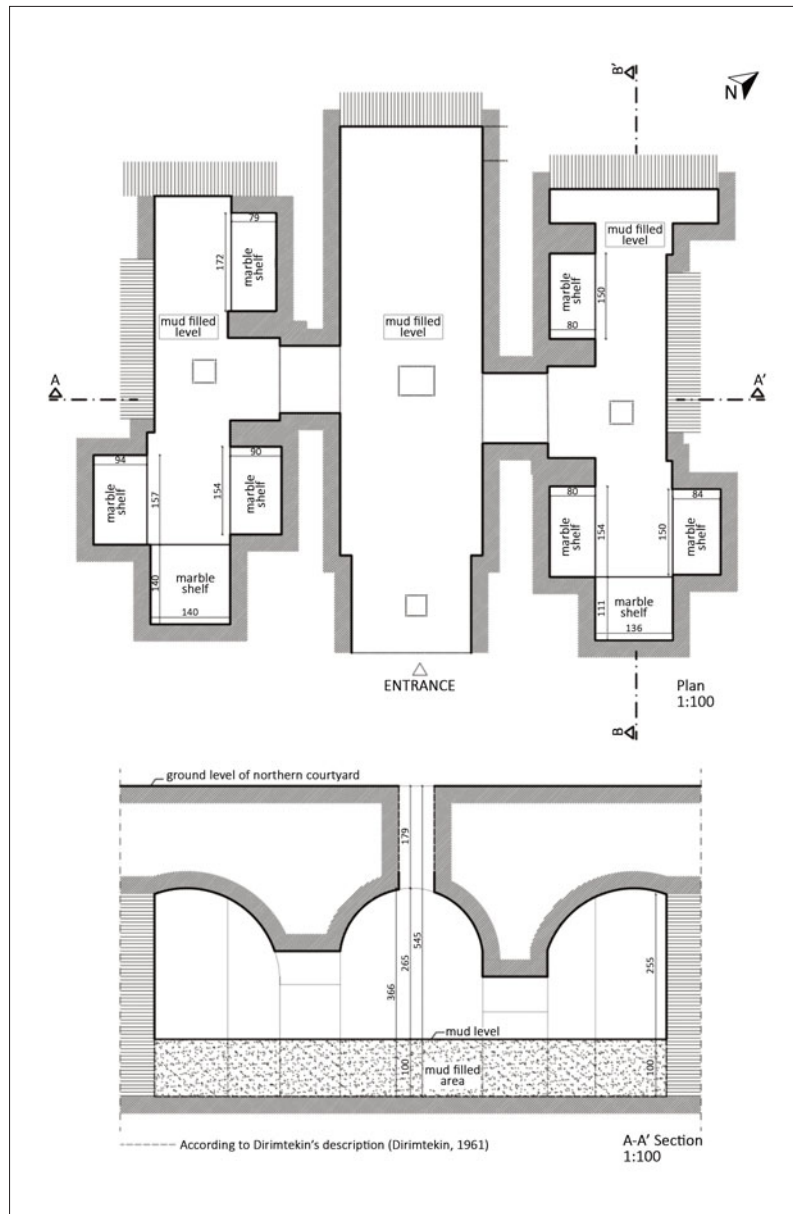 B'
N
79
mud filled
level
marble
shelf
172
marble
shelf
150
mud filled
level
mud filled
level
80
A
A'
94
90
80
84
marble
shelf
157
154
marble
shelf
marble
shelf
154
150
marble
shelf
marble
shelf
140
140
marble
shelf
111
136
ENTRANCE
Plan
1:100
B
ground level of northern courtyard
179
545
265
366
255
mud level
100
mud filled
area
100
According to Dirimtekin's description (Dirimtekin, 1961)
A-A' Section
1:100